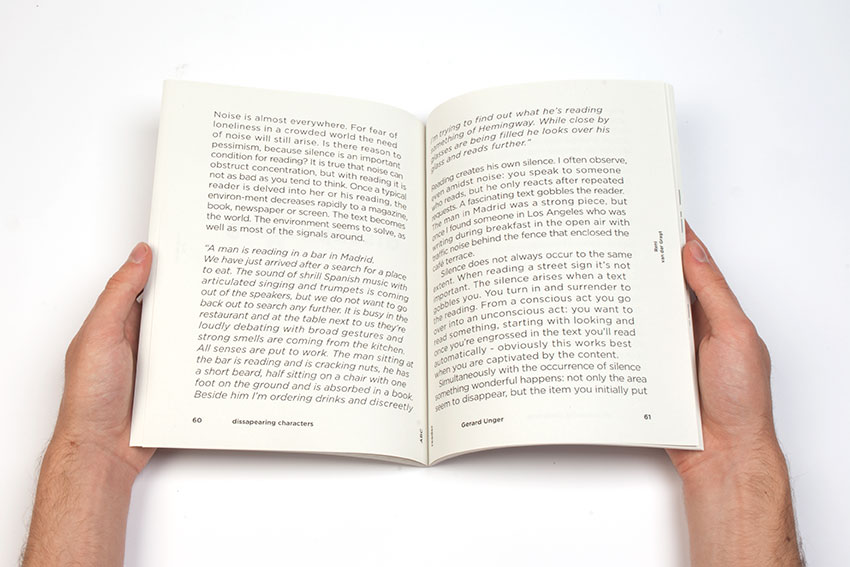 Noise is almost everywhere. For fear of
loneliness in a crowded world the need
of noise will still arise. Is there reason to
pessimism, because silence is an important
condition for reading? It is true that noise can
obstruct concentration, but with reading it is
not as bad as you tend to think. Once a typical
reader is delved into her or his reading, the
environ-ment decreases rapidly to a magazine,
book, newspaper or screen. The text becomes
the world. The environment seems to solve, as
well as most of the signals around.
"A man is reading in a bar in Madrid.
We have just arrived after a search for a place
to eat. The sound of shrill Spanish music with
articulated singing and trumpets is coming
out of the speakers, but we do not want to go
back out to search any further. It is busy in the
restaurant and at the table next to us they're
loudly debating with broad gestures and
strong smells are coming from the kitchen.
All senses are put to work. The man sitting at
the bar is reading and is cracking nuts, he has
a short beard, half sitting on a chair with one
foot on the ground and is absorbed in a book.
Beside him I'm ordering drinks and discreetly
60 dissapearing characters
ABC
I'm trying to find out what he's reading
something of Hemingway. While close by
glasses are being filled he looks over his
glass and reads further."
Reading creates his own silence. I often observe,
even amidst noise: you speak to someone
who reads, but he only reacts after repeated
requests. A fascinating text gobbles the reader.
The man in Madrid was a strong piece, but
once I found someone in Los Angeles who was
writing during breakfast in the open air with
traffic noise behind the fence that enclosed the
café terrace.
Silence does not always occur to the same
extent. When reading a street sign it's not
important. The silence arises when a text
gobbles you. You turn in and surrender to
the reading. From a conscious act you go
over into an unconscious act: you want to
read something, starting with looking and
once you're engrossed in the text you'll read
automatically - obviously this works best
when you are captivated by the content.
Simultaneously with the occurrence of silence
something wonderful happens: not only the area
seem to disappear, but the item you initially put
Gerard Unger 61
van der Graaf